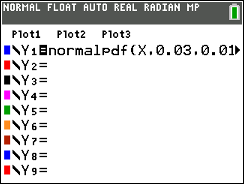 NORMAL FLOAT AUTO REAL RADIAN MP
Plot1 Plot2 Plot3
\Y1=normalpdf(X,0.03,0.01
\Y2=
\Y3=
\Y4=
\Y5=
\Y6=
\Y7=
\Y8=
\Y9=